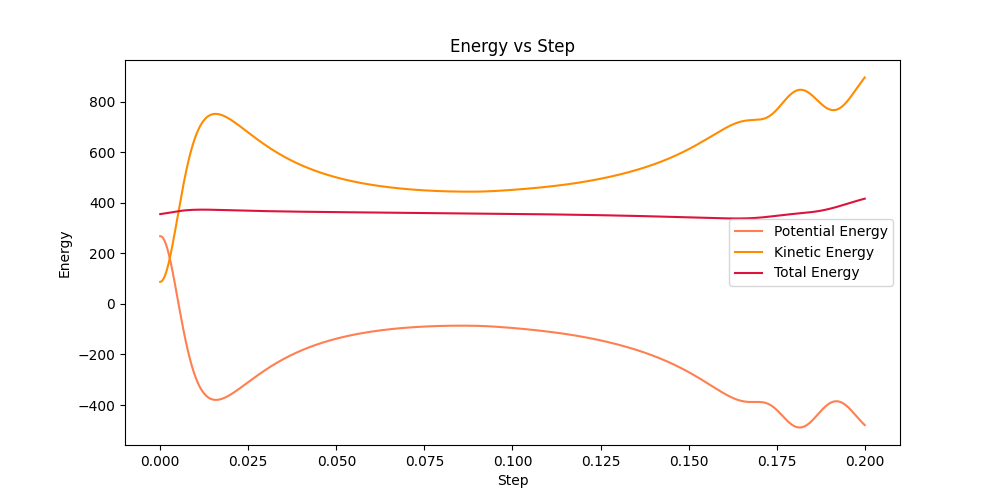 Energy vs Step
Energy
800
600
400
200
0
−200
−400
Potential Energy
Kinetic Energy
Total Energy
0.000 0.025 0.050 0.075 0.100 0.125 0.150 0.175 0.200
Step